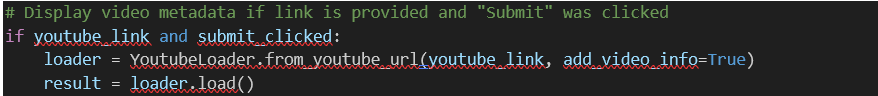 # Display video metadata if link is provided and "Submit" was clicked
if youtube_link and submit_clicked:
    loader = YoutubeLoader.from_youtube_url(youtube_link, add_video_info=True)
    result = loader.load()